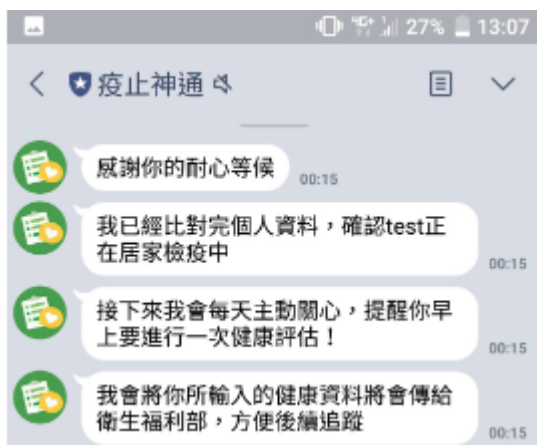 27% 13:07
疫止神通
感謝你的耐心等候
00:15
我已經比對完個人資料，確認test正
在居家檢疫中
00:15
接下來我會每天主動關心，提醒你早
上要進行一次健康評估！
00:15
我會將你所輸入的健康資料將會傳給
衛生福利部，方便後續追蹤
00:15